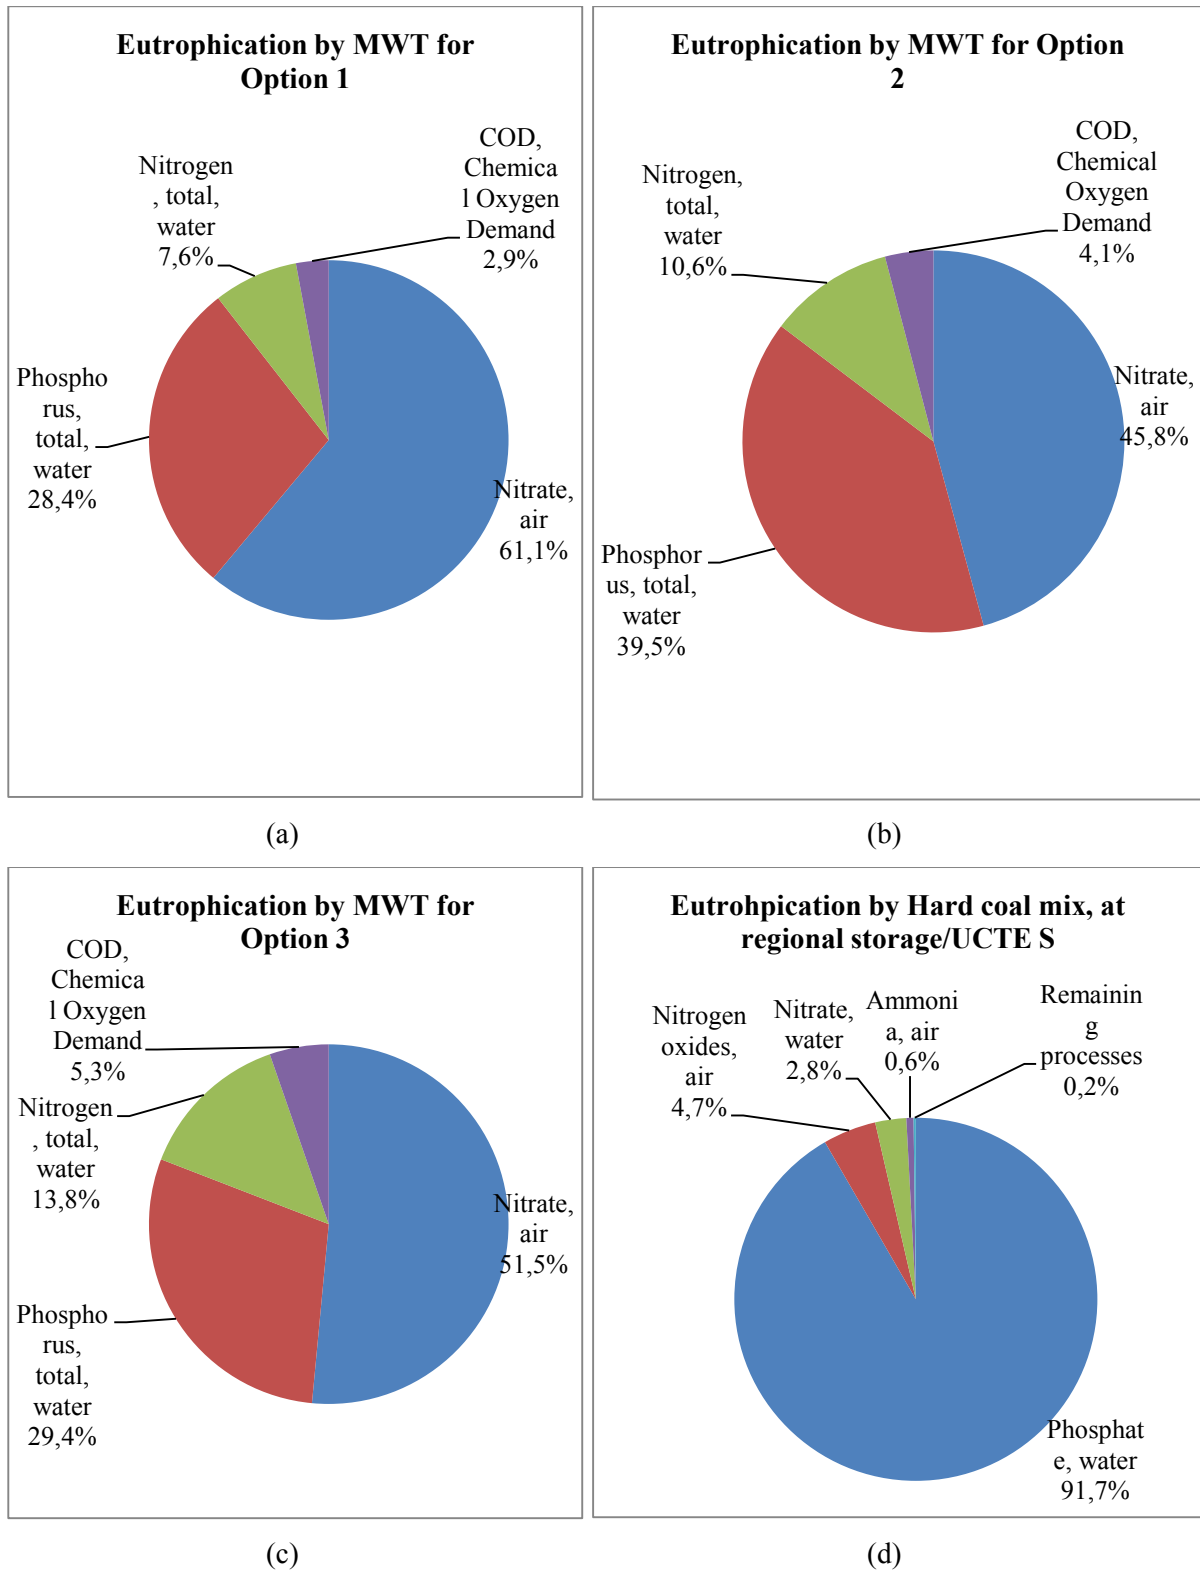 Eutrophication by MWT for
Option 1
COD,
Chemica
l Oxygen
Demand
2,9%
Nitrogen
, total,
water
7,6%
Phospho
rus,
total,
water
28,4%
Nitrate,
air
61,1%
(a)
Eutrophication by MWT for Option
2
COD,
Chemical
Oxygen
Demand
4,1%
Nitrogen,
total,
water
10,6%
Nitrate,
air
45,8%
Phosphor
us, total,
water
39,5%
(b)
Eutrophication by MWT for
Option 3
COD,
Chemica
l Oxygen
Demand
5,3%
Nitrogen
, total,
water
13,8%
Nitrate,
air
51,5%
Phospho
rus,
total,
water
29,4%
(c)
Eutrohpication by Hard coal mix, at
regional storage/UCTE S
Nitrogen
oxides,
air
4,7%
Nitrate,
water
2,8%
Ammoni
a, air
0,6%
Remainin
g
processes
0,2%
Phosphat
e, water
91,7%
(d)